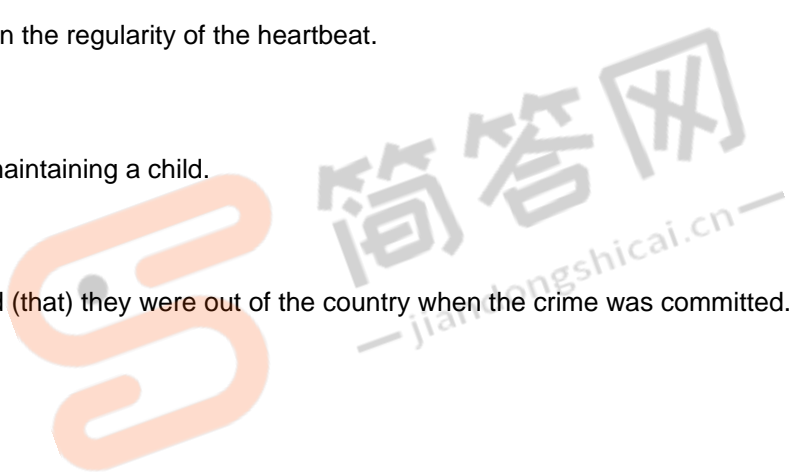 n the regularity of the heartbeat.
简答网
naintaining a child.
jiandongshicai.cn
(that) they were out of the country when the crime was committed.